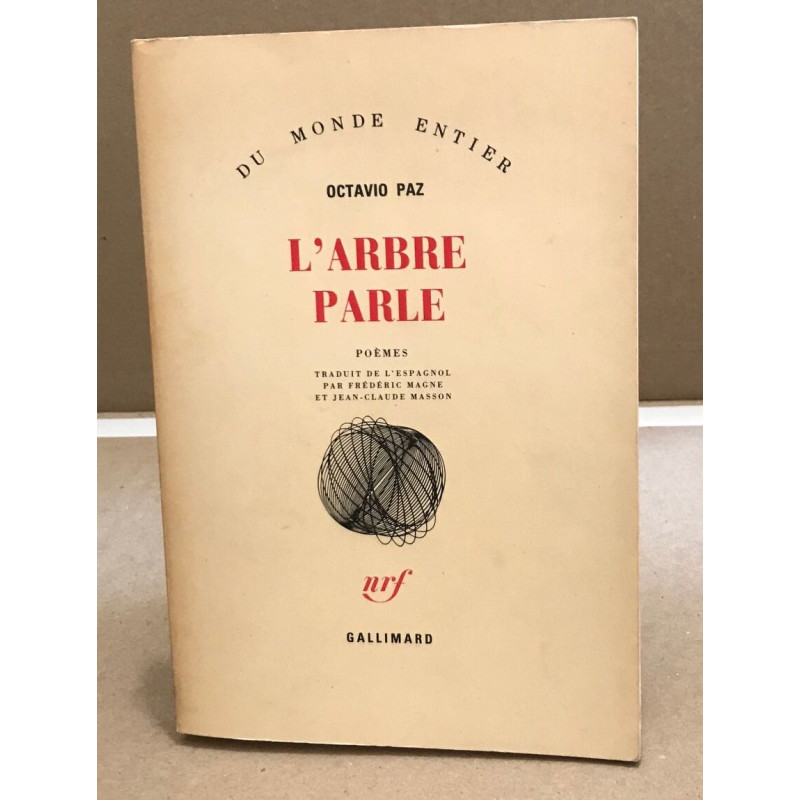 DU MONDE ENTIER
OCTAVIO PAZ
L'ARBRE
PARLE
POÈMES
TRADUIT DE L'ESPAGNOL
PAR FRÉDÉRIC MAGNE
ET JEAN-CLAUDE MASSON
nrf
GALLIMARD